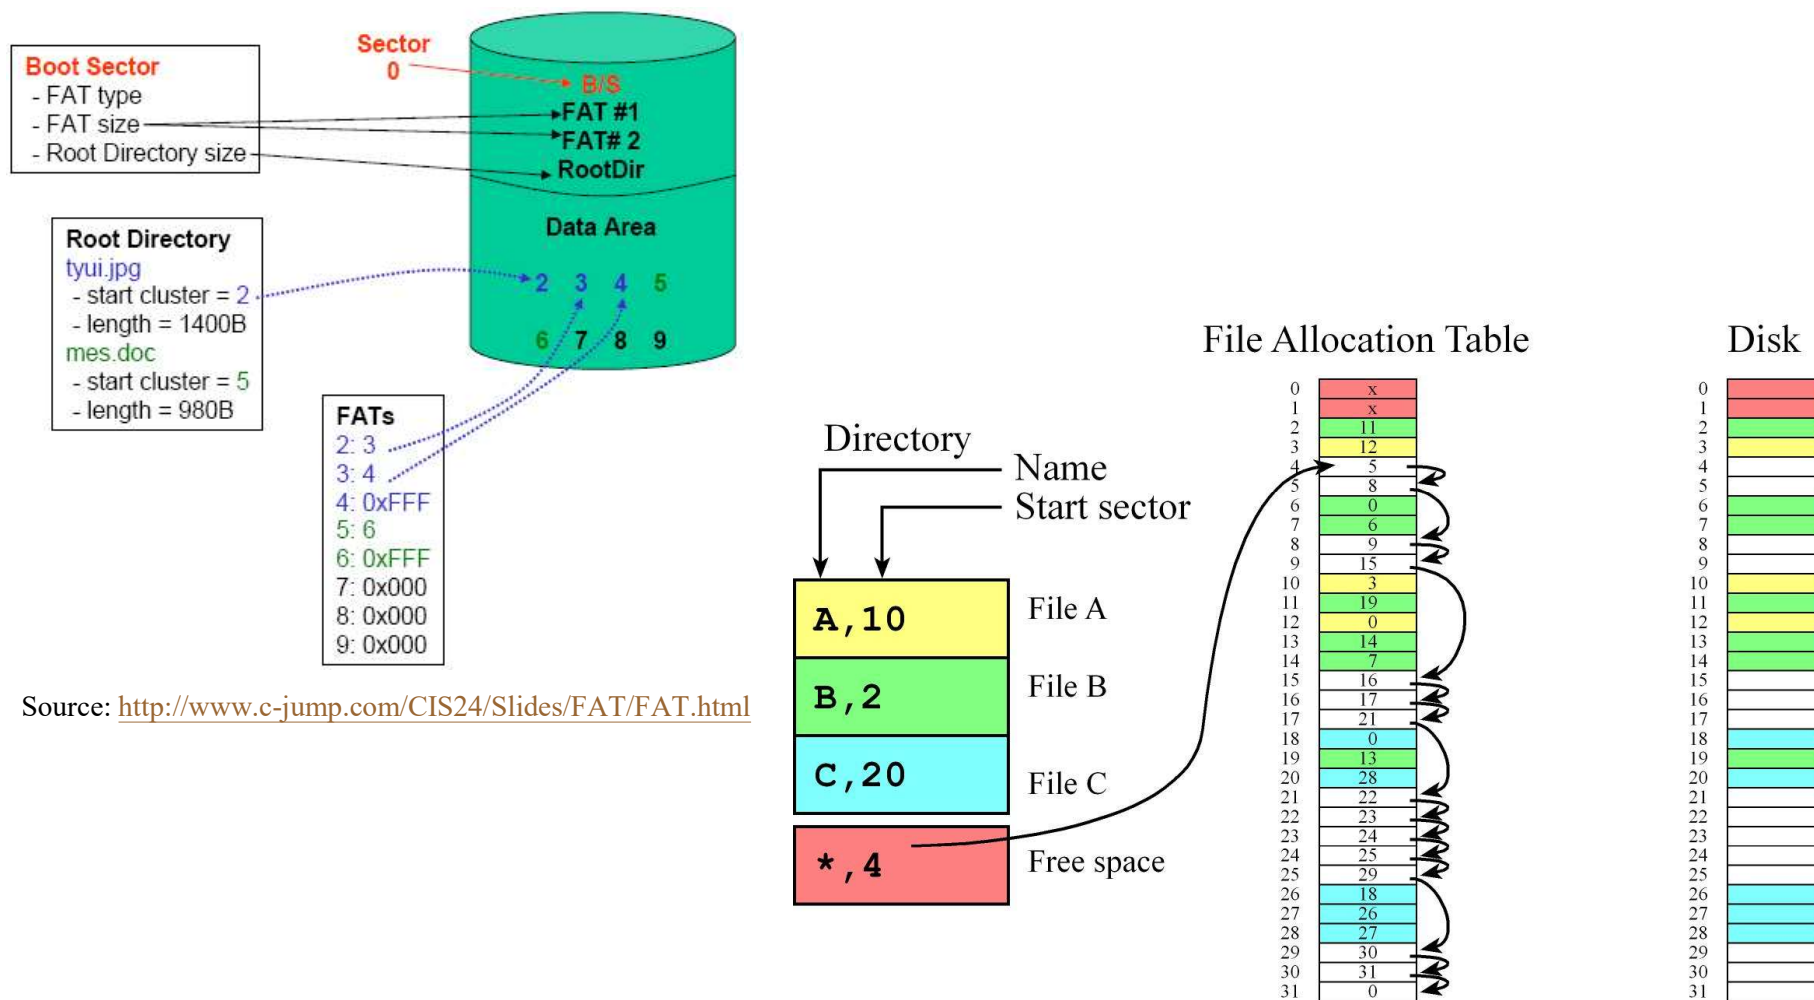 Sector
0
Boot Sector
- FAT type
- FAT size
- Root Directory size
B/S
FAT #1
FAT# 2
RootDir
Data Area
2 3 4 5
6 7 8 9
Root Directory
tyui.jpg
- start cluster = 2
- length = 1400B
mes.doc
- start cluster = 5
- length = 980B
FATs
2: 3
3: 4
4: 0xFFF
5: 6
6: 0xFFF
7: 0x000
8: 0x000
9: 0x000
Source: http://www.c-jump.com/CIS24/Slides/FAT/FAT.html
Directory
Name
Start sector
A,10 File A
B,2 File B
C,20 File C
*,4 Free space
File Allocation Table
0 x
1 x
2 11
3 12
4 5
5 8
6 0
7 6
8 9
9 15
10 3
11 19
12 0
13 14
14 7
15 16
16 17
17 21
18 0
19 13
20 28
21 22
22 23
23 24
24 25
25 29
26 18
27 26
28 27
29 30
30 31
31 0
Disk
0
1
2
3
4
5
6
7
8
9
10
11
12
13
14
15
16
17
18
19
20
21
22
23
24
25
26
27
28
29
30
31